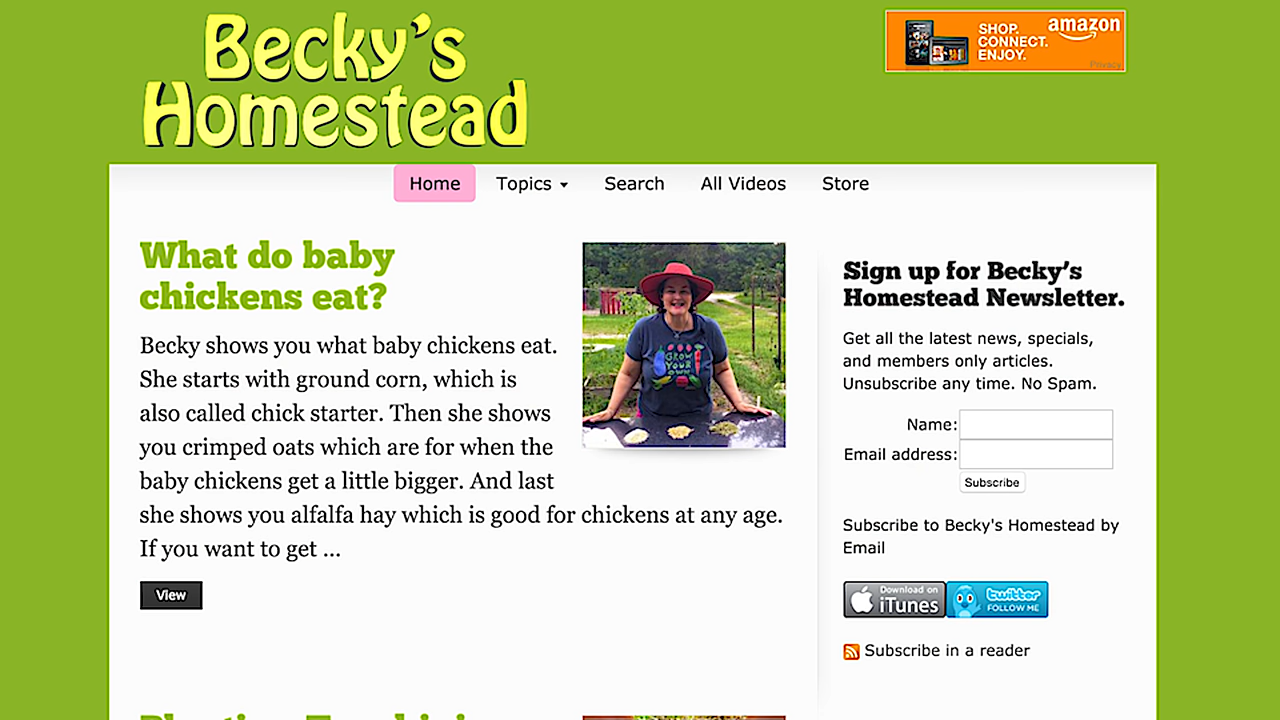 Becky's
Homestead
SHOP.
CONNECT.
ENJOY.
amazon
Privacy
Home
Topics
Search
All Videos
Store
What do baby
chickens eat?
Becky shows you what baby chickens eat.
She starts with ground corn, which is
also called chick starter. Then she shows
you crimped oats which are for when the
baby chickens get a little bigger. And last
she shows you alfalfa hay which is good for chickens at any age.
If you want to get ...
View
GROW
YOUR
OWN
Sign up for Becky's
Homestead Newsletter.
Get all the latest news, specials,
and members only articles.
Unsubscribe any time. No Spam.
Name:
Email address:
Subscribe
Subscribe to Becky's Homestead by
Email
Download on
iTunes
twitter
FOLLOW ME
Subscribe in a reader